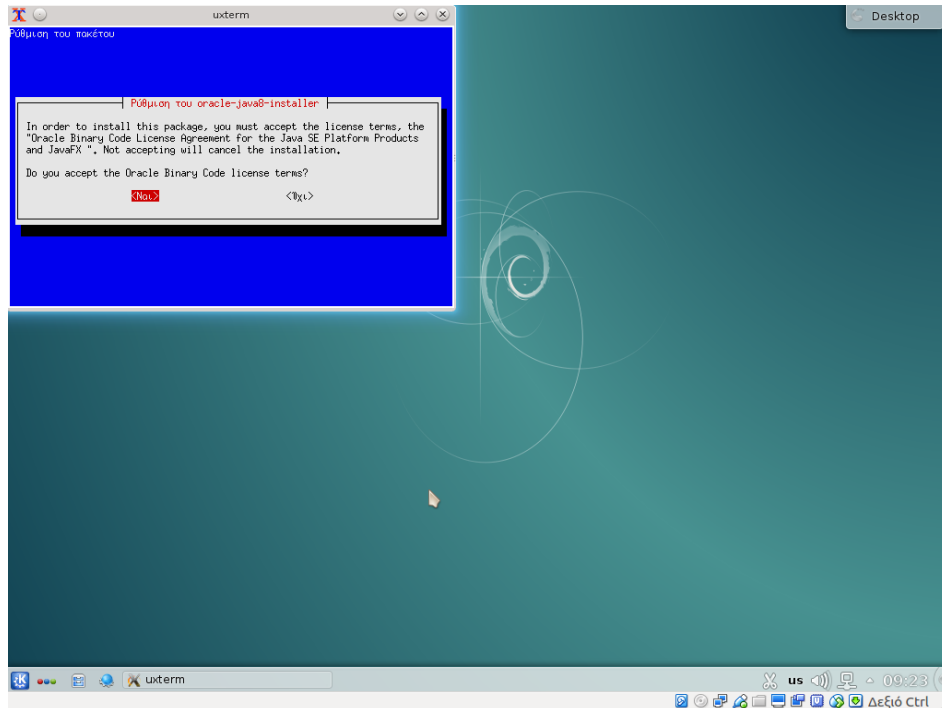 uxterm
Desktop
Ρύθμιση του πακέτου
Ρύθμιση του oracle-java8-installer
In order to install this package, you must accept the license terms, the
"Oracle Binary Code License Agreement for the Java SE Platform Products
and JavaFX ". Not accepting will cancel the installation.
Do you accept the Oracle Binary Code license terms?
<Ναι> <Όχι>
uxterm us 09:23
Δεξιό Ctrl